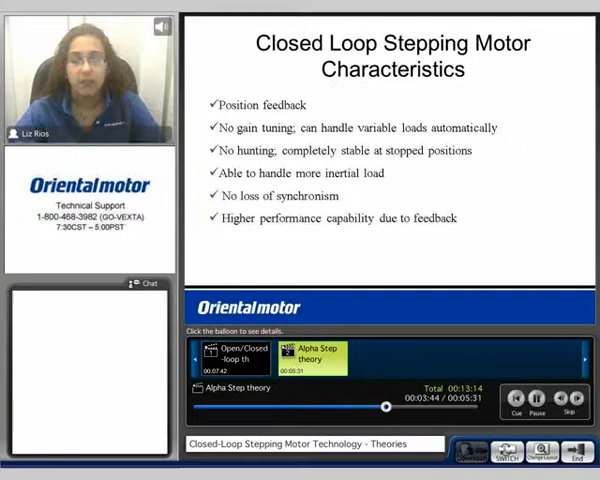 Liz Rios
Orientalmotor
Technical Support
1-800-468-3982 (GO-VEXTA)
7:30CST – 5:00PST
Chat
Closed Loop Stepping Motor
Characteristics
✓Position feedback
✓No gain tuning; can handle variable loads automatically
✓No hunting; completely stable at stopped positions
✓Able to handle more inertial load
✓ No loss of synchronism
✓ Higher performance capability due to feedback
Orientalmotor
Click the balloon to see details.
1
Open/Closed
-loop th
00:07:42
2
Alpha Step
theory
00:05:31
Alpha Step theory
Total 00:13:14
00:03:44 / 00:05:31
Cue
Pause
Skip
Closed-Loop Stepping Motor Technology - Theories
Download
SWITCH
Change Layout
End